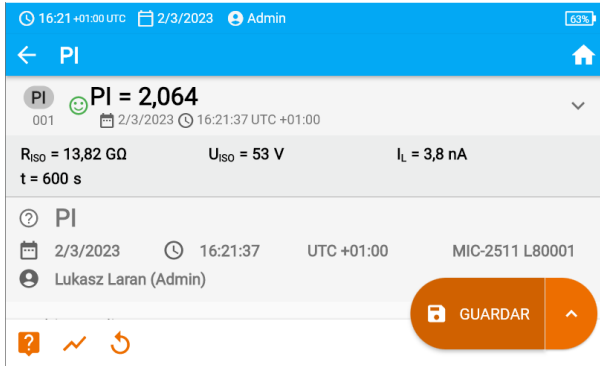 16:21 +01:00 UTC 2/3/2023 Admin 63%
PI
PI PI = 2,064
001 2/3/2023 16:21:37 UTC +01:00
RISO = 13,82 GΩ UISO = 53 V IL = 3,8 nA
t = 600 s
PI
2/3/2023 16:21:37 UTC +01:00 MIC-2511 L80001
Lukasz Laran (Admin)
GUARDAR